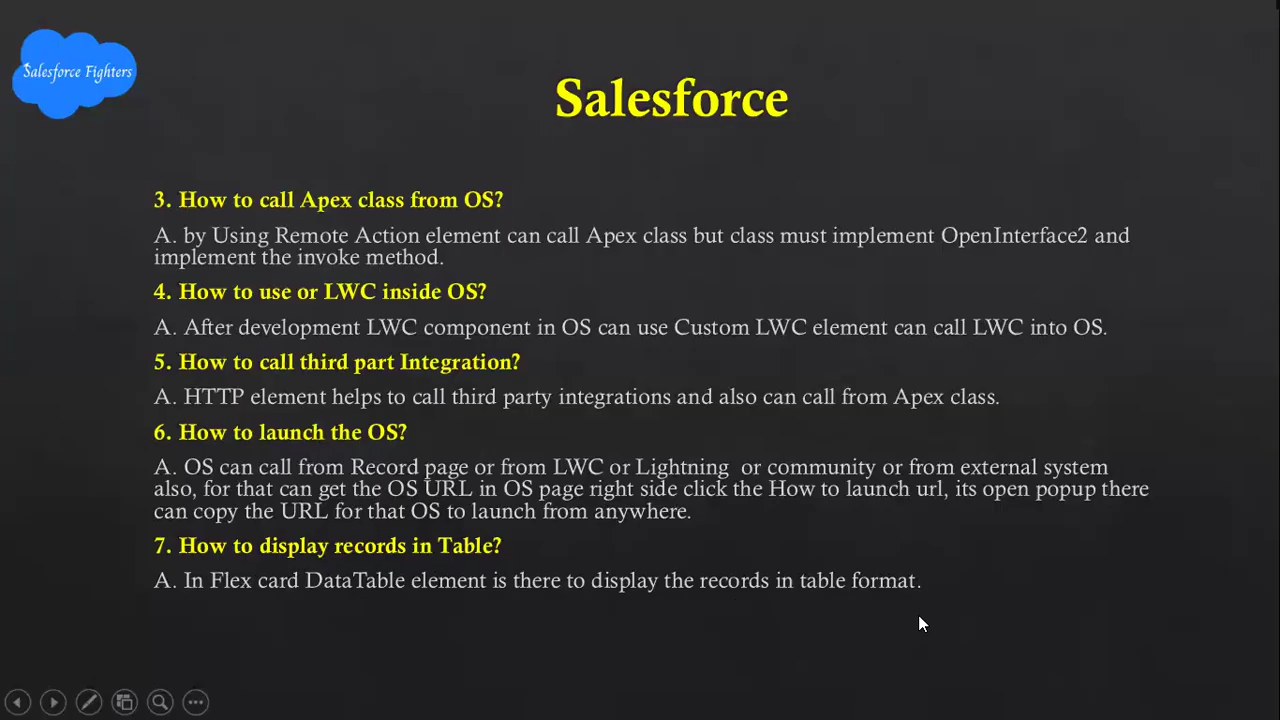 Salesforce Fighters
Salesforce
3. How to call Apex class from OS?
A. by Using Remote Action element can call Apex class but class must implement OpenInterface2 and
implement the invoke method.
4. How to use or LWC inside OS?
A. After development LWC component in OS can use Custom LWC element can call LWC into OS.
5. How to call third part Integration?
A. HTTP element helps to call third party integrations and also can call from Apex class.
6. How to launch the OS?
A. OS can call from Record page or from LWC or Lightning or community or from external system
also, for that can get the OS URL in OS page right side click the How to launch url, its open popup there
can copy the URL for that OS to launch from anywhere.
7. How to display records in Table?
A. In Flex card DataTable element is there to display the records in table format.